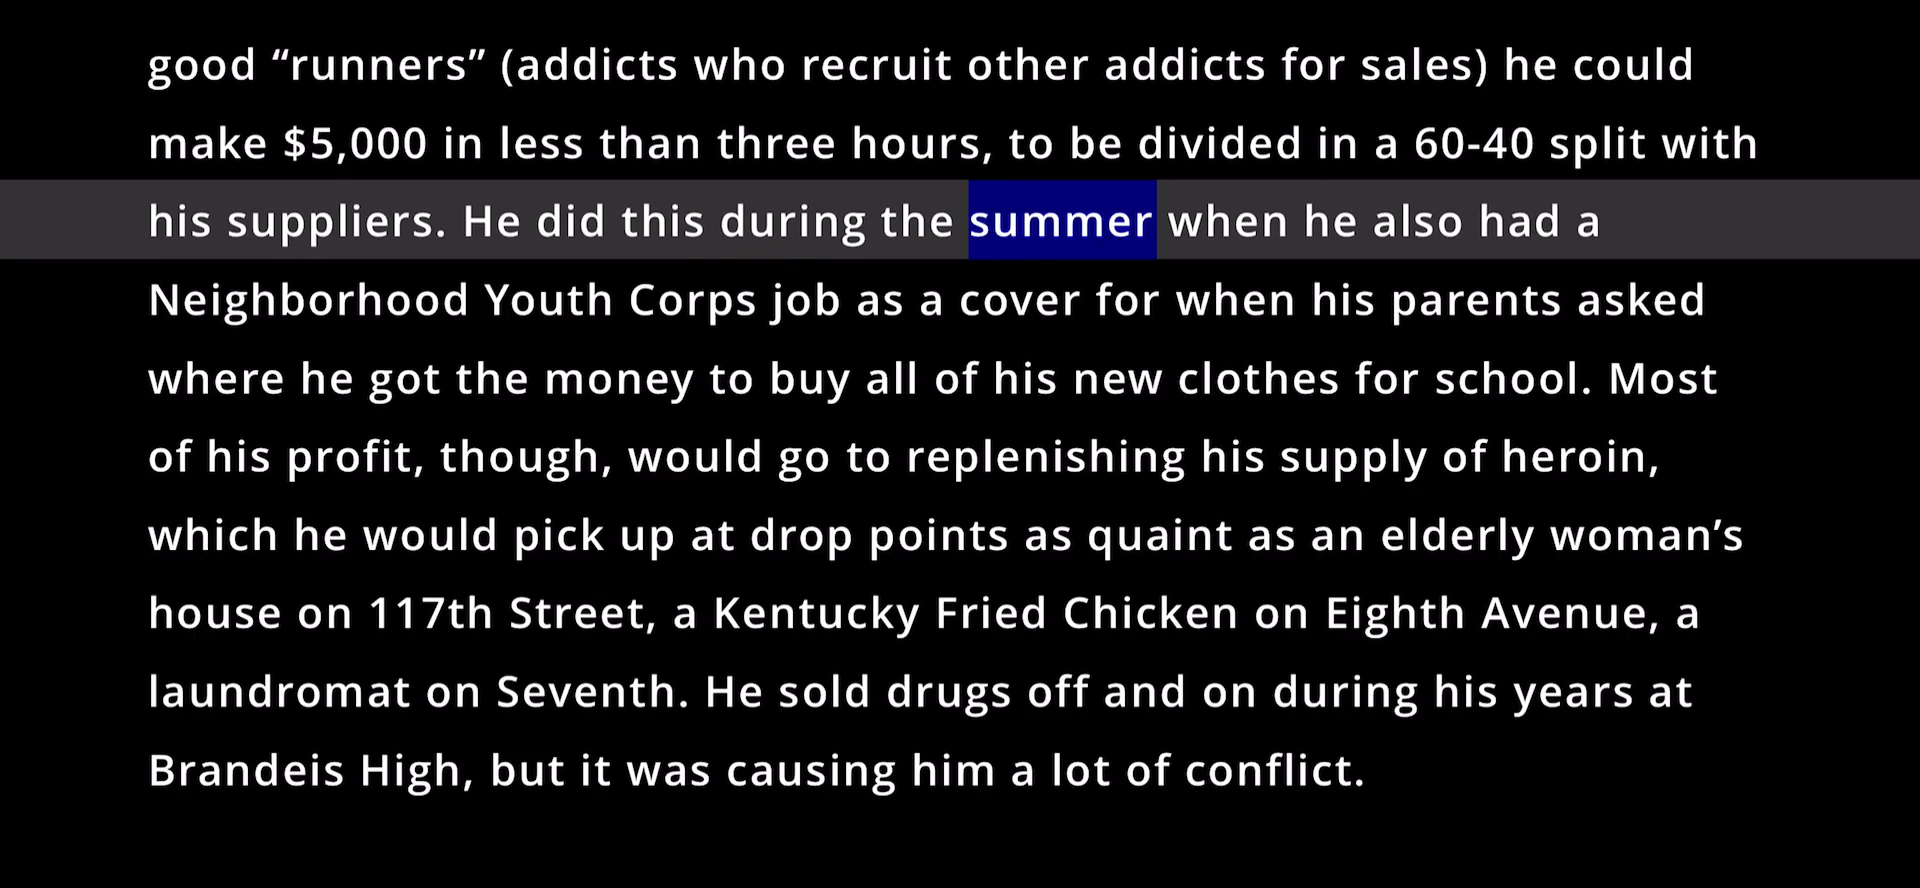 good “runners” (addicts who recruit other addicts for sales) he could
make $5,000 in less than three hours, to be divided in a 60-40 split with
his suppliers. He did this during the summer when he also had a
Neighborhood Youth Corps job as a cover for when his parents asked
where he got the money to buy all of his new clothes for school. Most
of his profit, though, would go to replenishing his supply of heroin,
which he would pick up at drop points as quaint as an elderly woman’s
house on 117th Street, a Kentucky Fried Chicken on Eighth Avenue, a
laundromat on Seventh. He sold drugs off and on during his years at
Brandeis High, but it was causing him a lot of conflict.